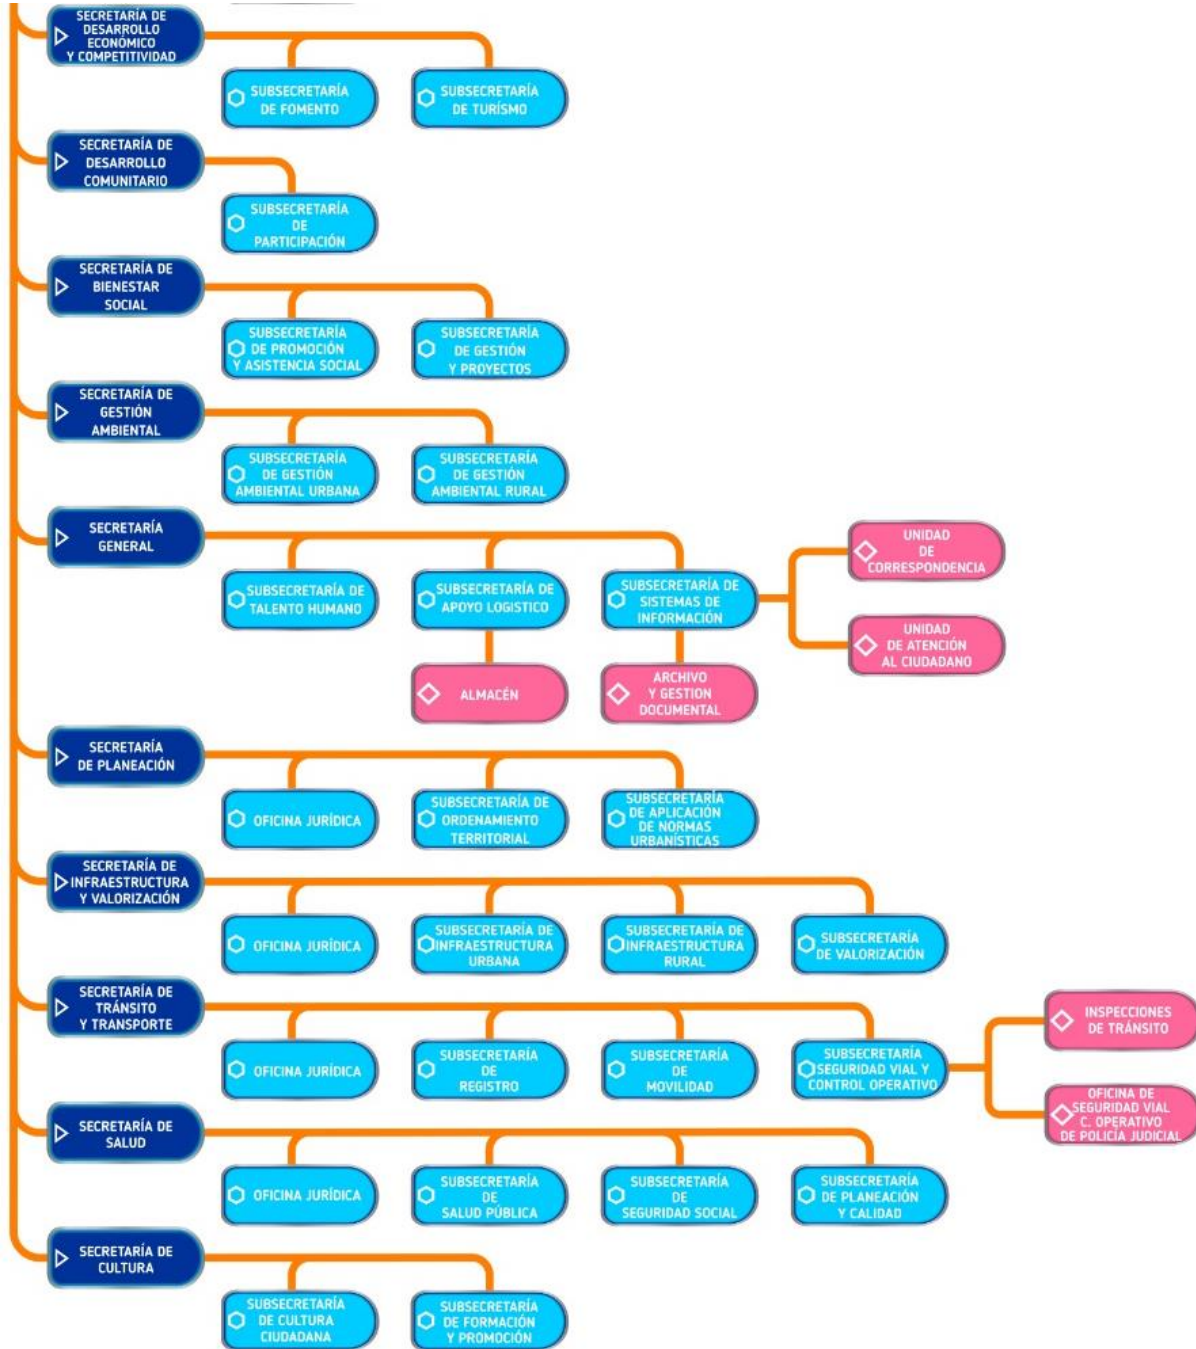 SECRETARÍA DE
DESARROLLO
ECONÓMICO
Y COMPETITIVIDAD
SUBSECRETARÍA
DE FOMENTO
SUBSECRETARÍA
DE TURÍSMO
SECRETARÍA DE
DESARROLLO
COMUNITARIO
SUBSECRETARÍA
DE
PARTICIPACIÓN
SECRETARÍA DE
BIENESTAR
SOCIAL
SUBSECRETARÍA
DE PROMOCIÓN
Y ASISTENCIA SOCIAL
SUBSECRETARÍA
DE GESTIÓN
Y PROYECTOS
SECRETARÍA DE
GESTIÓN
AMBIENTAL
SUBSECRETARÍA
DE GESTIÓN
AMBIENTAL URBANA
SUBSECRETARÍA
DE GESTIÓN
AMBIENTAL RURAL
SECRETARÍA
GENERAL
SUBSECRETARÍA DE
TALENTO HUMANO
SUBSECRETARÍA DE
APOYO LOGISTICO
SUBSECRETARÍA DE
SISTEMAS DE
INFORMACIÓN
UNIDAD
DE
CORRESPONDENCIA
UNIDAD
DE ATENCIÓN
AL CIUDADANO
ALMACÉN
ARCHIVO
Y GESTION
DOCUMENTAL
SECRETARÍA
DE PLANEACIÓN
OFICINA JURÍDICA
SUBSECRETARÍA DE
ORDENAMIENTO
TERRITORIAL
SUBSECRETARÍA
DE APLICACIÓN
DE NORMAS
URBANÍSTICAS
SECRETARÍA DE
INFRAESTRUCTURA
Y VALORIZACIÓN
OFICINA JURÍDICA
SUBSECRETARÍA DE
INFRAESTRUCTURA
URBANA
SUBSECRETARÍA DE
INFRAESTRUCTURA
RURAL
SUBSECRETARÍA
DE VALORIZACIÓN
SECRETARÍA DE
TRÁNSITO
Y TRANSPORTE
OFICINA JURÍDICA
SUBSECRETARÍA
DE
REGISTRO
SUBSECRETARÍA
DE
MOVILIDAD
SUBSECRETARÍA
SEGURIDAD VIAL Y
CONTROL OPERATIVO
INSPECCIONES
DE TRÁNSITO
OFICINA DE
SEGURIDAD VIAL
C. OPERATIVO
DE POLICÍA JUDICIAL
SECRETARÍA DE
SALUD
OFICINA JURÍDICA
SUBSECRETARÍA
DE
SALUD PÚBLICA
SUBSECRETARÍA
DE
SEGURIDAD SOCIAL
SUBSECRETARÍA
DE PLANEACIÓN
Y CALIDAD
SECRETARÍA DE
CULTURA
SUBSECRETARÍA
DE CULTURA
CIUDADANA
SUBSECRETARÍA
DE FORMACIÓN
Y PROMOCIÓN